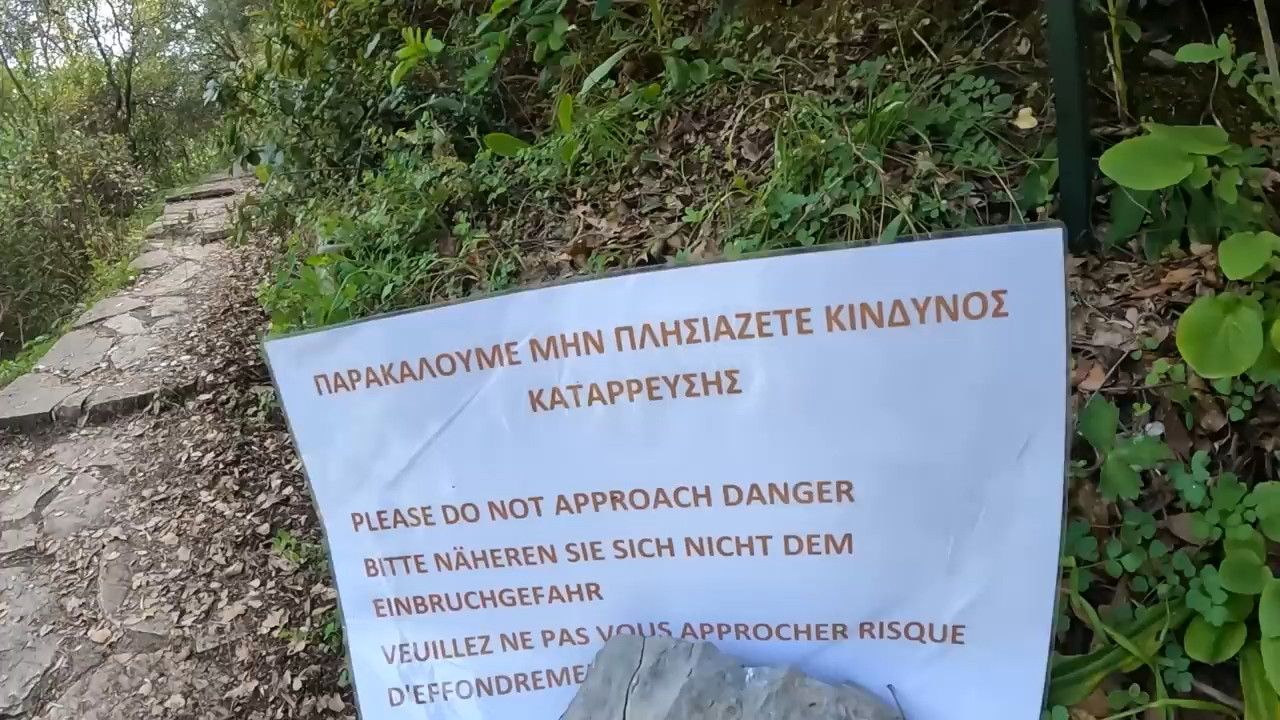 ΠΑΡΑΚΑΛΟΥΜΕ ΜΗΝ ΠΛΗΣΙΑΖΕΤΕ ΚΙΝΔΥΝΟΣ
ΚΑΤΑΡΡΕΥΣΗΣ
PLEASE DO NOT APPROACH DANGER
BITTE NÄHEREN SIE SICH NICHT DEM
EINBRUCHGEFAHR
VEUILLEZ NE PAS VOUS APPROCHER RISQUE